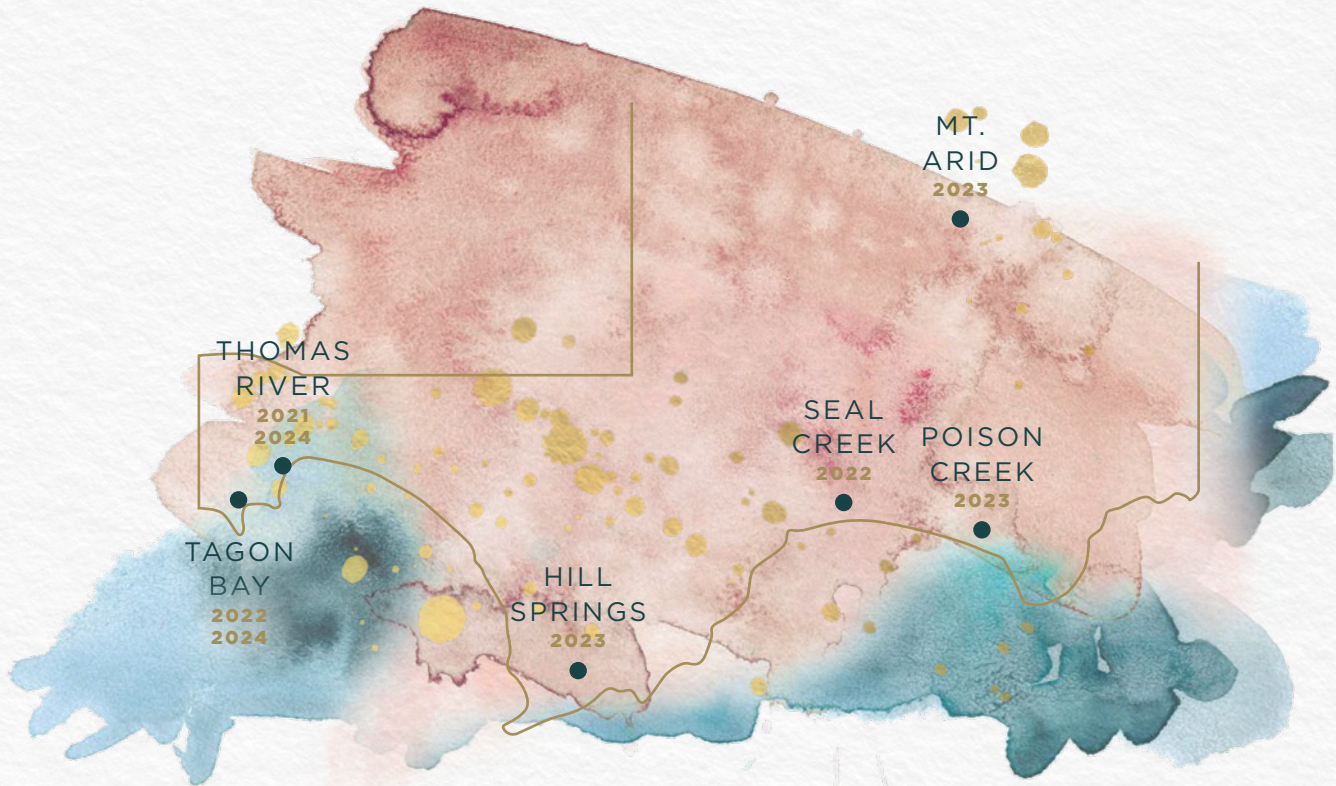 MT.
ARID
2023
THOMAS
RIVER
2021
2024
SEAL
CREEK
2022
POISON
CREEK
2023
TAGON
BAY
2022
2024
HILL
SPRINGS
2023